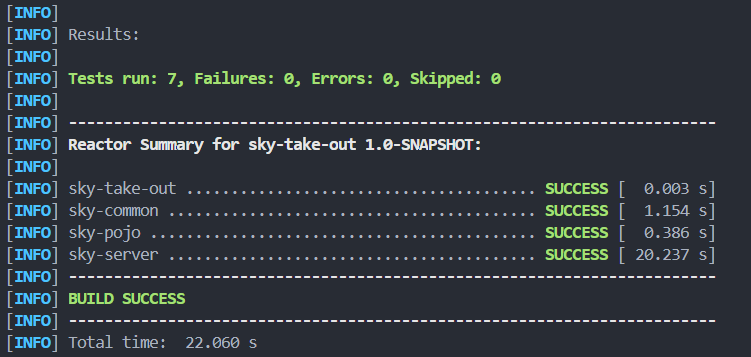 [INFO]
[INFO] Results:
[INFO]
[INFO] Tests run: 7, Failures: 0, Errors: 0, Skipped: 0
[INFO]
[INFO] ------------------------------------------------------------------------
[INFO] Reactor Summary for sky-take-out 1.0-SNAPSHOT:
[INFO]
[INFO] sky-take-out ....................................... SUCCESS [  0.003 s]
[INFO] sky-common ......................................... SUCCESS [  1.154 s]
[INFO] sky-pojo ........................................... SUCCESS [  0.386 s]
[INFO] sky-server ......................................... SUCCESS [ 20.237 s]
[INFO] ------------------------------------------------------------------------
[INFO] BUILD SUCCESS
[INFO] ------------------------------------------------------------------------
[INFO] Total time:  22.060 s